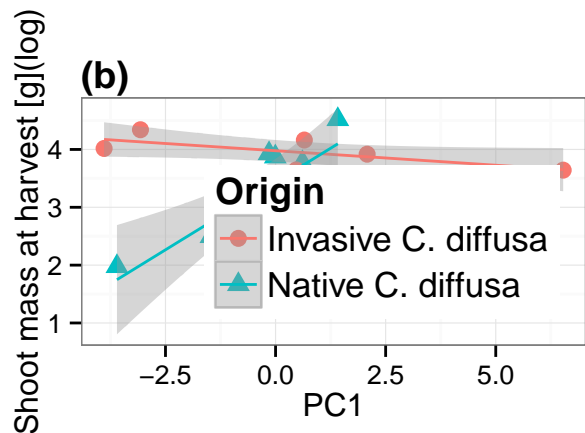 (b)
Shoot mass at harvest [g](log)
4
3
2
1
Origin
Invasive C. diffusa
Native C. diffusa
−2.5 0.0 2.5 5.0
PC1